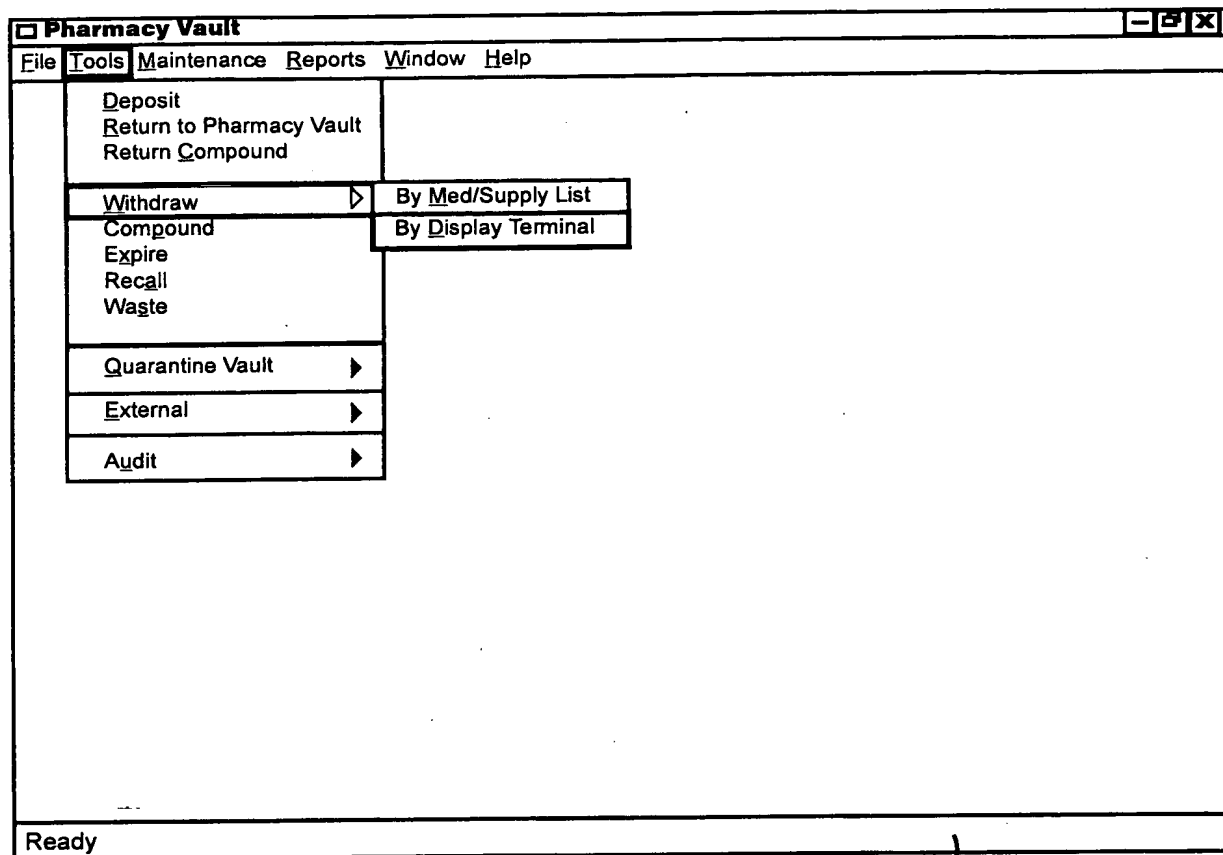 Pharmacy Vault
File Tools Maintenance Reports Window Help
Deposit
Return to Pharmacy Vault
Return Compound
Withdraw
By Med/Supply List
Compound
By Display Terminal
Expire
Recall
Waste
Quarantine Vault
External
Audit
Ready